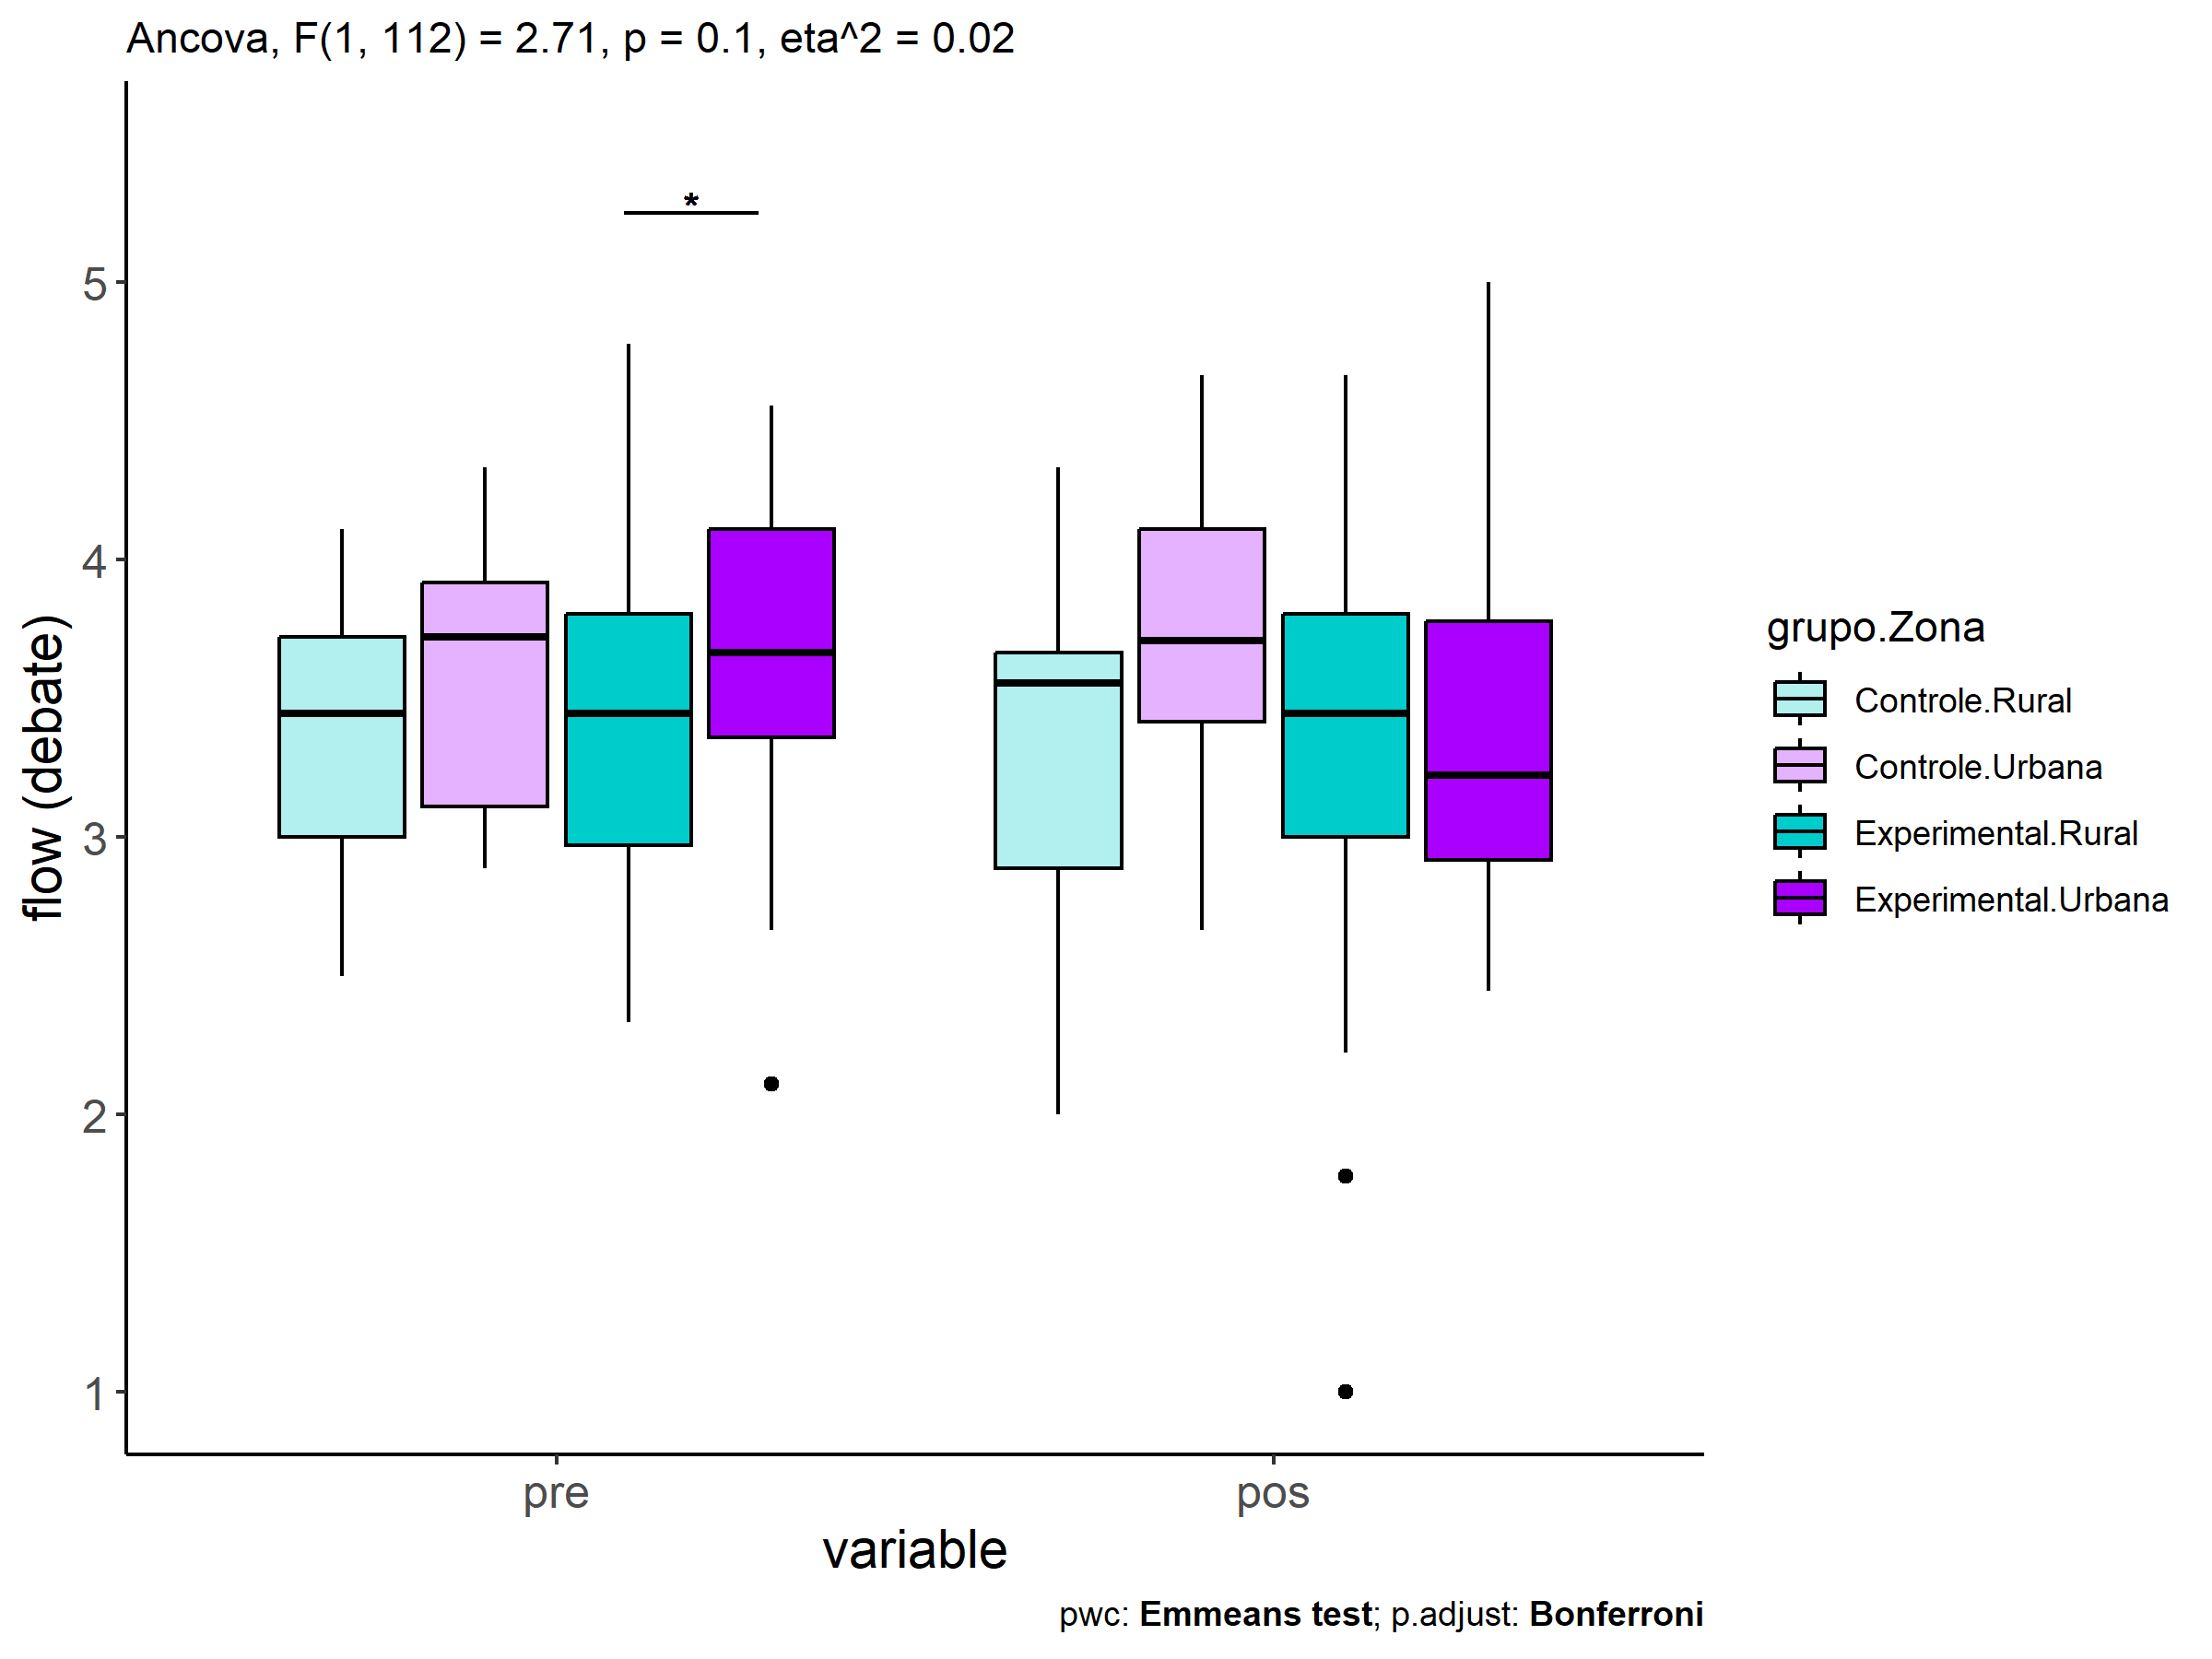 Ancova, F(1, 112) = 2.71, p = 0.1, eta^2 = 0.02
*
5
4
3
2
1
flow (debate)
pre
pos
variable
grupo.Zona
Controle.Rural
Controle.Urbana
Experimental.Rural
Experimental.Urbana
pwc: Emmeans test; p.adjust: Bonferroni